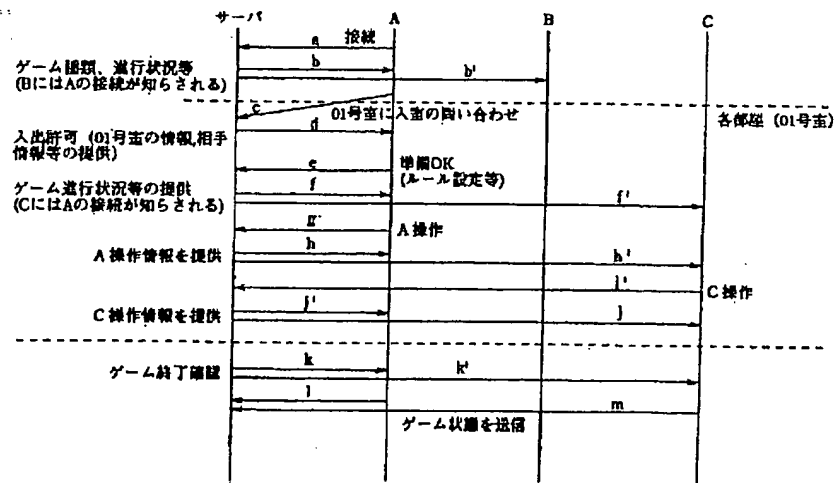 サーバ A B C
a 接続
ゲーム種類、進行状況等 b
(BにはAの接続が知らされる) b'
c 01号室に入室の問い合わせ 各部屋 (01号室)
d
入出許可 (01号室の情報,相手
情報等の提供)
e 準備OK
(ルール設定等)
ゲーム進行状況等の提供 f
(CにはAの接続が知らされる) f'
g A操作
h
A操作情報を提供 h'
i' C操作
j'
C操作情報を提供 j
ゲーム終了確認 k k'
l
m
ゲーム状態を送信